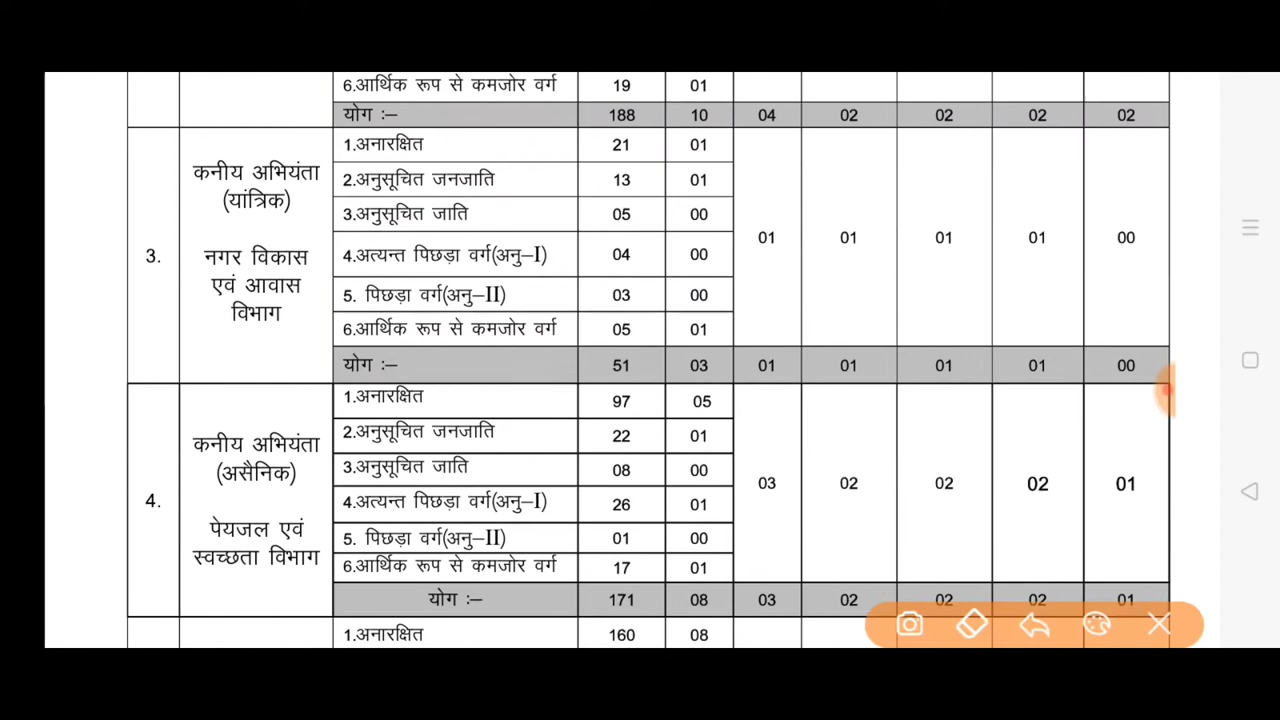 6.आर्थिक रूप से कमजोर वर्ग 19 01
योग :– 188 10 04 02 02 02 02
3. कनीय अभियंता (यांत्रिक) नगर विकास एवं आवास विभाग
1.अनारक्षित 21 01
2.अनुसूचित जनजाति 13 01
3.अनुसूचित जाति 05 00
4.अत्यन्त पिछड़ा वर्ग(अनु–I) 04 00
5. पिछड़ा वर्ग(अनु–II) 03 00
6.आर्थिक रूप से कमजोर वर्ग 05 01
01 01 01 01 00
योग :– 51 03 01 01 01 01 00
4. कनीय अभियंता (असैनिक) पेयजल एवं स्वच्छता विभाग
1.अनारक्षित 97 05
2.अनुसूचित जनजाति 22 01
3.अनुसूचित जाति 08 00
4.अत्यन्त पिछड़ा वर्ग(अनु–I) 26 01
5. पिछड़ा वर्ग(अनु–II) 01 00
6.आर्थिक रूप से कमजोर वर्ग 17 01
03 02 02 02 01
योग :– 171 08 03 02 02 02 01
1.अनारक्षित 160 08